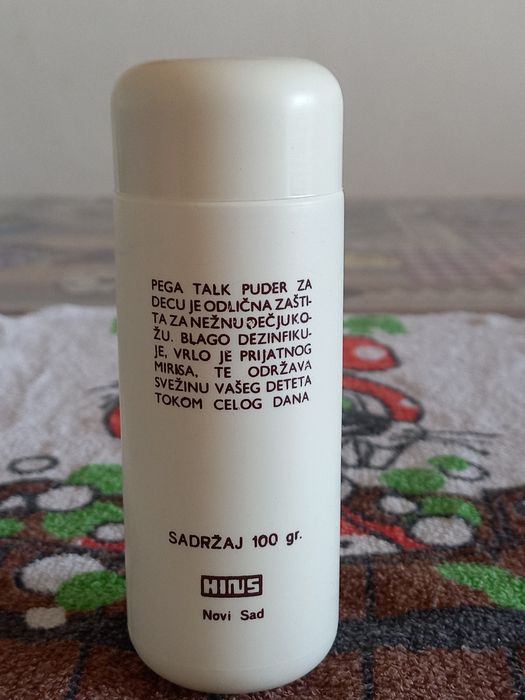 PEGA TALK PUDER ZA
DECU JE ODLIČNA ZAŠTI-
TA ZA NEŽNU DEČJU KO-
ŽU. BLAGO DEZINFIKU-
JE, VRLO JE PRIJATNOG
MIRISA, TE ODRŽAVA
SVEŽINU VAŠEG DETETA
TOKOM CELOG DANA
SADRŽAJ 100 gr.
HINS
Novi Sad